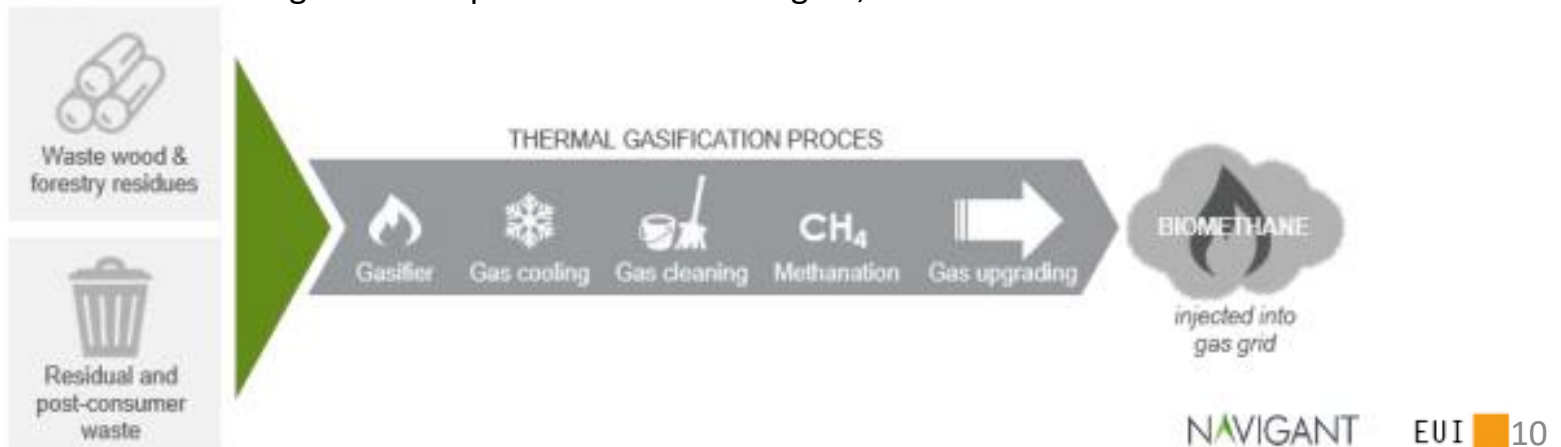 Waste wood &
forestry residues
Residual and
post-consumer
waste
THERMAL GASIFICATION PROCES
Gasifier
Gas cooling
Gas cleaning
CH₄
Methanation
Gas upgrading
BIOMETHANE
injected into
gas grid
NAVIGANT
EUI
10